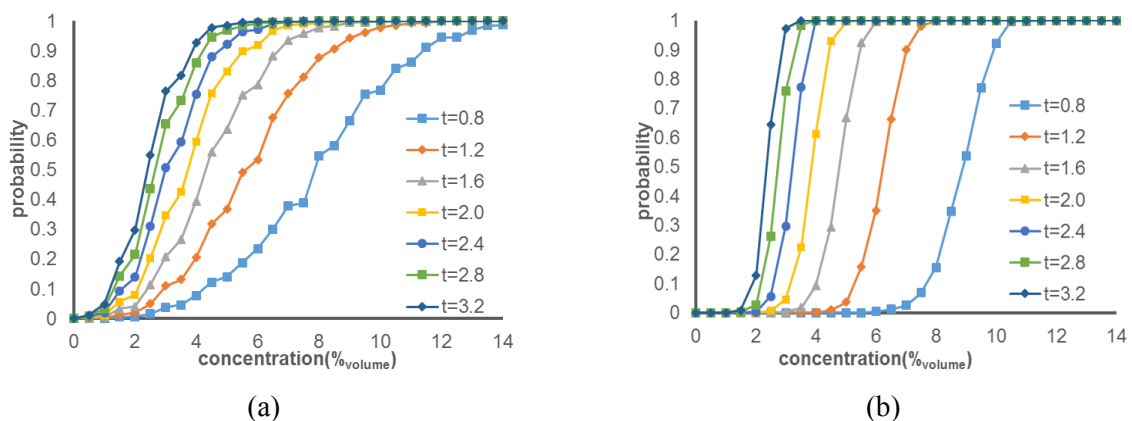 1
0.9
0.8
0.7
0.6
0.5
0.4
0.3
0.2
0.1
0
probability
0 2 4 6 8 10 12 14
concentration(%volume)
t=0.8
t=1.2
t=1.6
t=2.0
t=2.4
t=2.8
t=3.2
(a)
1
0.9
0.8
0.7
0.6
0.5
0.4
0.3
0.2
0.1
0
probability
0 2 4 6 8 10 12 14
concentration(%volume)
t=0.8
t=1.2
t=1.6
t=2.0
t=2.4
t=2.8
t=3.2
(b)